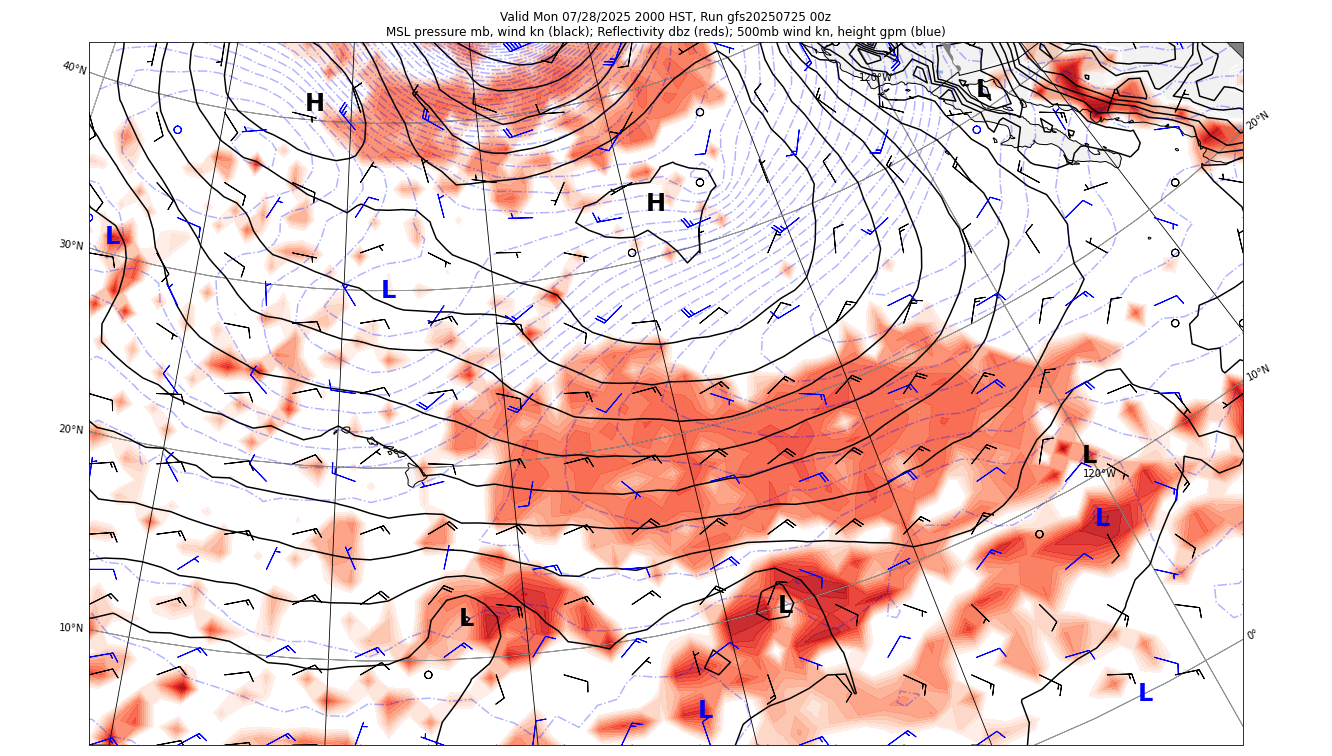 Valid Mon 07/28/2025 2000 HST, Run gfs20250725 00z
MSL pressure mb, wind kn (black); Reflectivity dbz (reds); 500mb wind kn, height gpm (blue)
40°N
120°W
L
H
20°N
H
L
30°N
L
10°N
20°N
L
120°W
L
L
L
10°N
0°
L
L